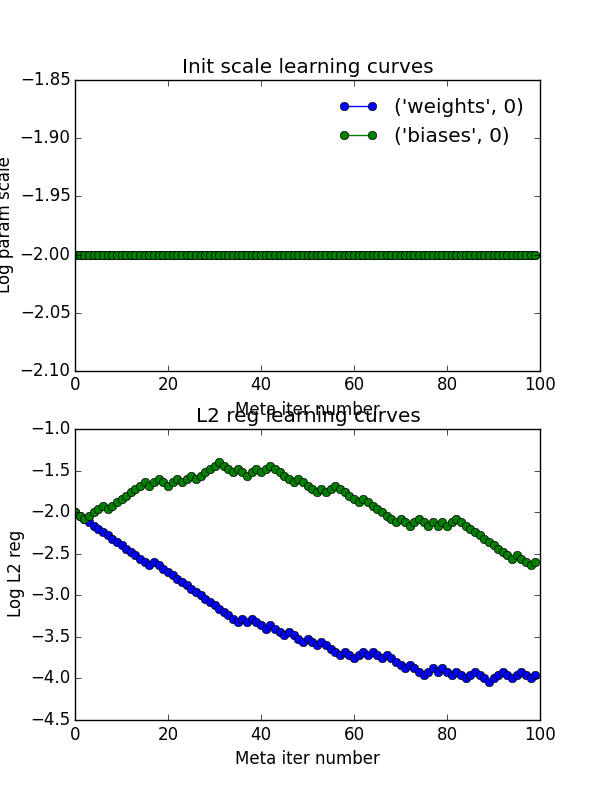 Init scale learning curves
−1.85
−1.90
−1.95
−2.00
−2.05
−2.10
Log param scale
('weights', 0)
('biases', 0)
0 20 40 60 80 100
Meta iter number
L2 reg learning curves
−1.0
−1.5
−2.0
−2.5
−3.0
−3.5
−4.0
−4.5
Log L2 reg
0 20 40 60 80 100
Meta iter number